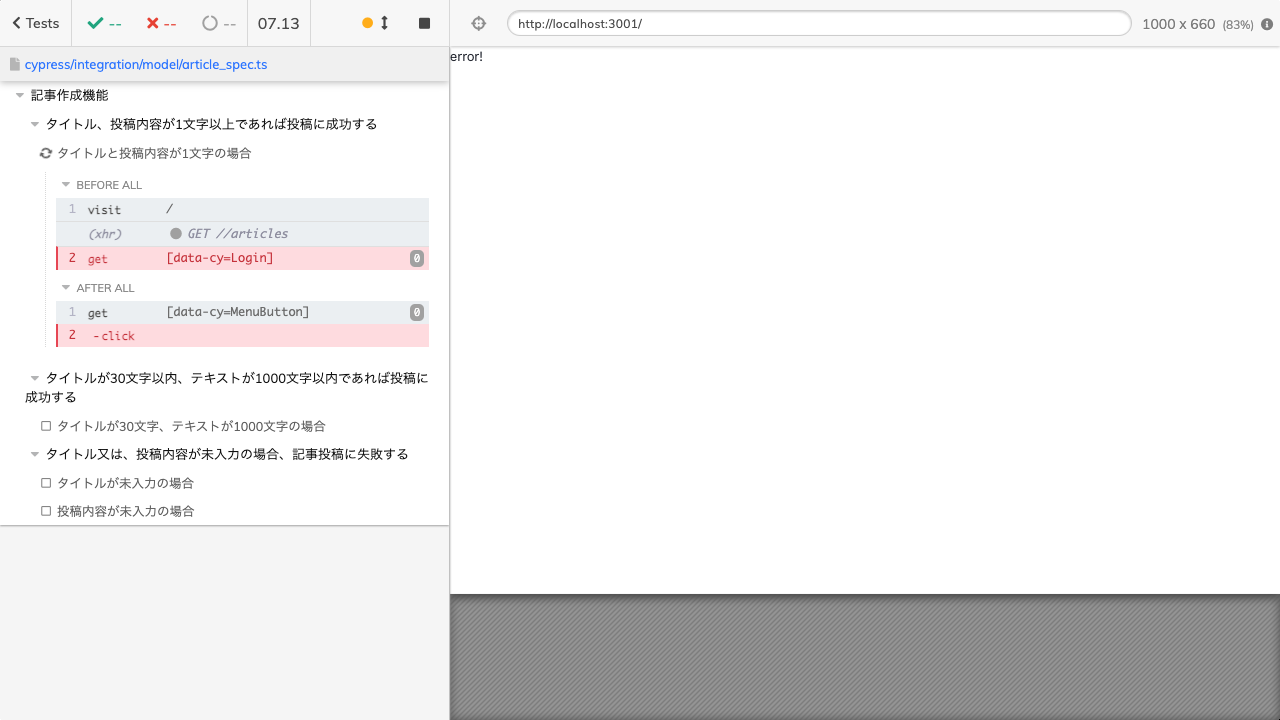 Tests -- -- -- 07.13
http://localhost:3001/ 1000 x 660 (83%)
cypress/integration/model/article_spec.ts
error!
記事作成機能
タイトル、投稿内容が1文字以上であれば投稿に成功する
タイトルと投稿内容が1文字の場合
BEFORE ALL
1 visit /
(xhr) GET //articles
2 get [data-cy=Login] 0
AFTER ALL
1 get [data-cy=MenuButton] 0
2 -click
タイトルが30文字以内、テキストが1000文字以内であれば投稿に
成功する
タイトルが30文字、テキストが1000文字の場合
タイトル又は、投稿内容が未入力の場合、記事投稿に失敗する
タイトルが未入力の場合
投稿内容が未入力の場合